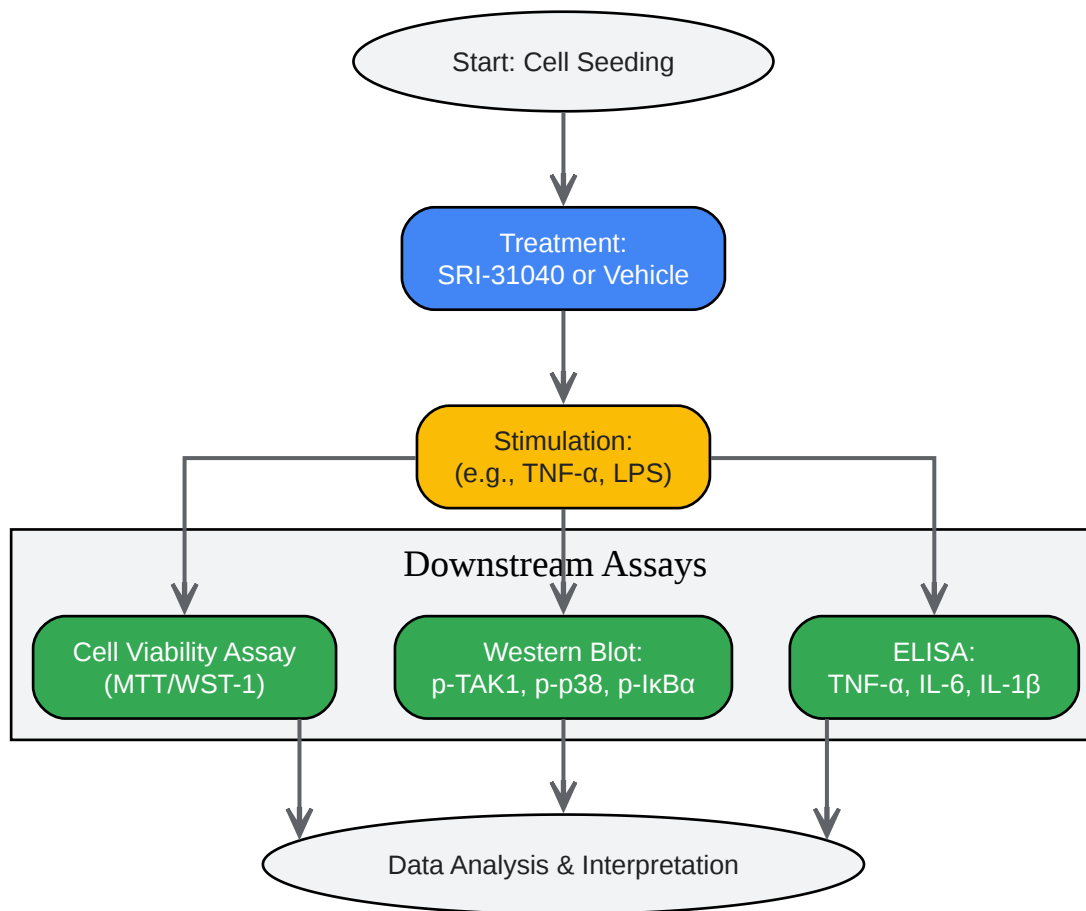 Start: Cell Seeding
Treatment:
SRI-31040 or Vehicle
Stimulation:
(e.g., TNF-α, LPS)
Downstream Assays
Cell Viability Assay
(MTT/WST-1)
Western Blot:
p-TAK1, p-p38, p-IκBα
ELISA:
TNF-α, IL-6, IL-1β
Data Analysis & Interpretation